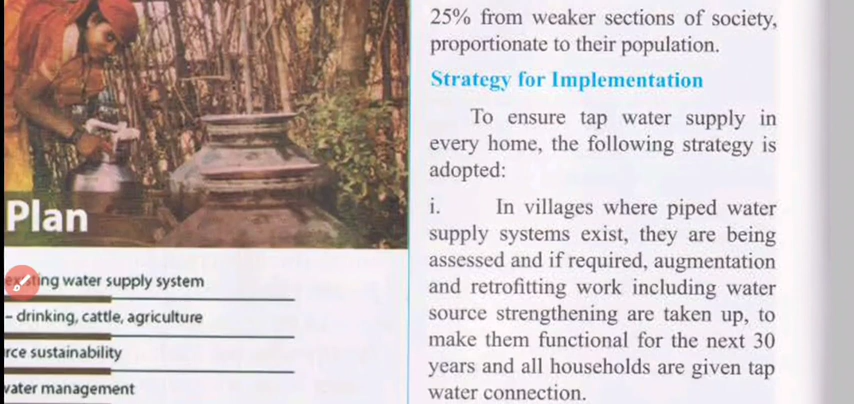 Plan
existing water supply system
– drinking, cattle, agriculture
sustainability
management
25% from weaker sections of society,
proportionate to their population.
Strategy for Implementation
To ensure tap water supply in
every home, the following strategy is
adopted:
i. In villages where piped water
supply systems exist, they are being
assessed and if required, augmentation
and retrofitting work including water
source strengthening are taken up, to
make them functional for the next 30
years and all households are given tap
water connection.